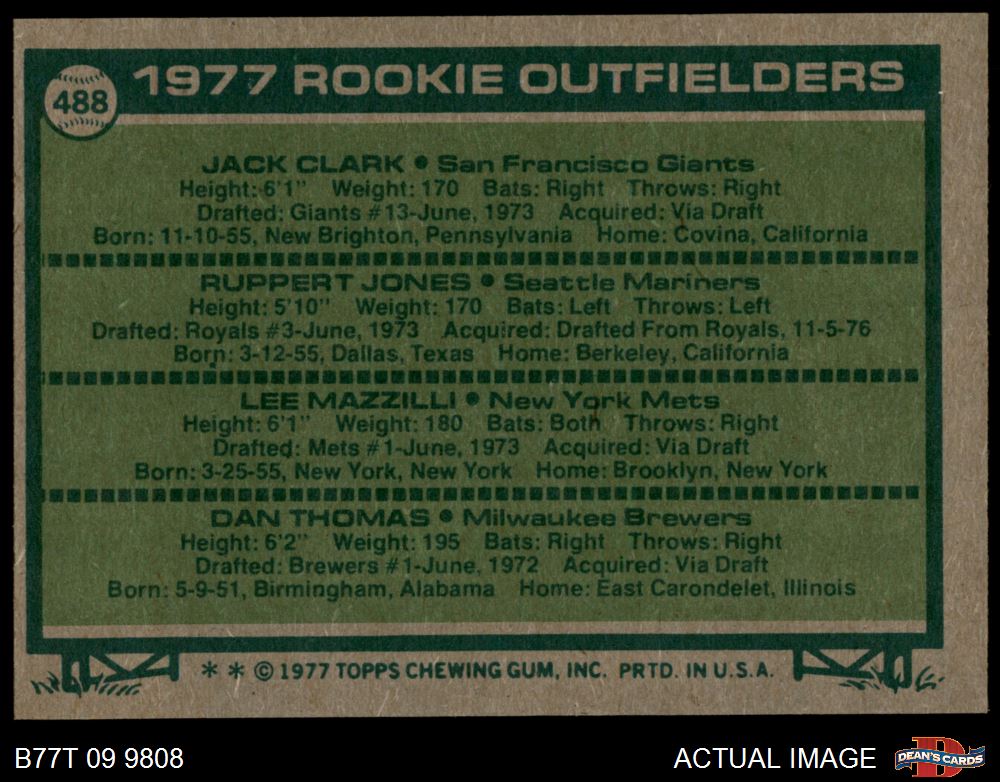 488
1977 ROOKIE OUTFIELDERS
JACK CLARK • San Francisco Giants
Height: 6'1" Weight: 170 Bats: Right Throws: Right
Drafted: Giants #13-June, 1973 Acquired: Via Draft
Born: 11-10-55, New Brighton, Pennsylvania Home: Covina, California
RUPPERT JONES • Seattle Mariners
Height: 5'10" Weight: 170 Bats: Left Throws: Left
Drafted: Royals #3-June, 1973 Acquired: Drafted From Royals, 11-5-76
Born: 3-12-55, Dallas, Texas Home: Berkeley, California
LEE MAZZILLI • New York Mets
Height: 6'1" Weight: 180 Bats: Both Throws: Right
Drafted: Mets #1-June, 1973 Acquired: Via Draft
Born: 3-25-55, New York, New York Home: Brooklyn, New York
DAN THOMAS • Milwaukee Brewers
Height: 6'2" Weight: 195 Bats: Right Throws: Right
Drafted: Brewers #1-June, 1972 Acquired: Via Draft
Born: 5-9-51, Birmingham, Alabama Home: East Carondelet, Illinois
* * © 1977 TOPPS CHEWING GUM, INC. PRTD. IN U.S.A.
B77T 09 9808
ACTUAL IMAGE
D
DEAN'S CARDS